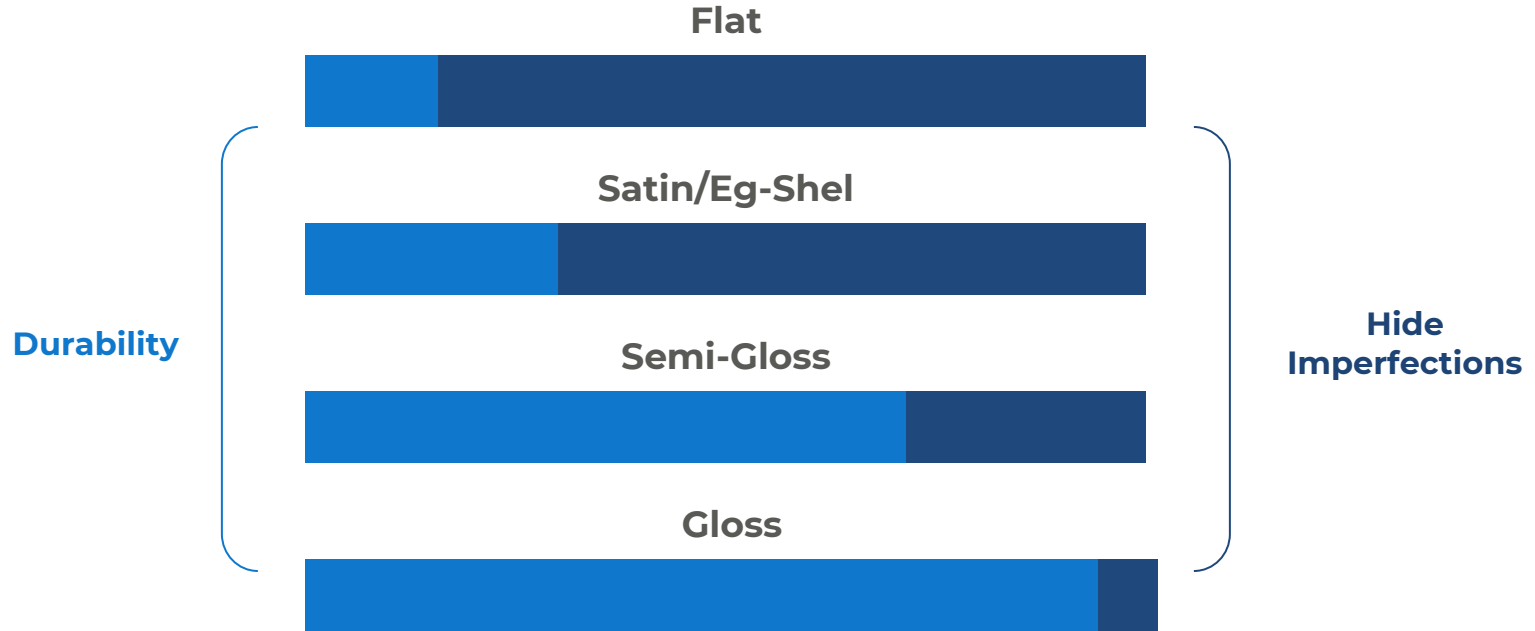 Flat
Satin/Eg-Shel
Durability
Hide
Imperfections
Semi-Gloss
Gloss